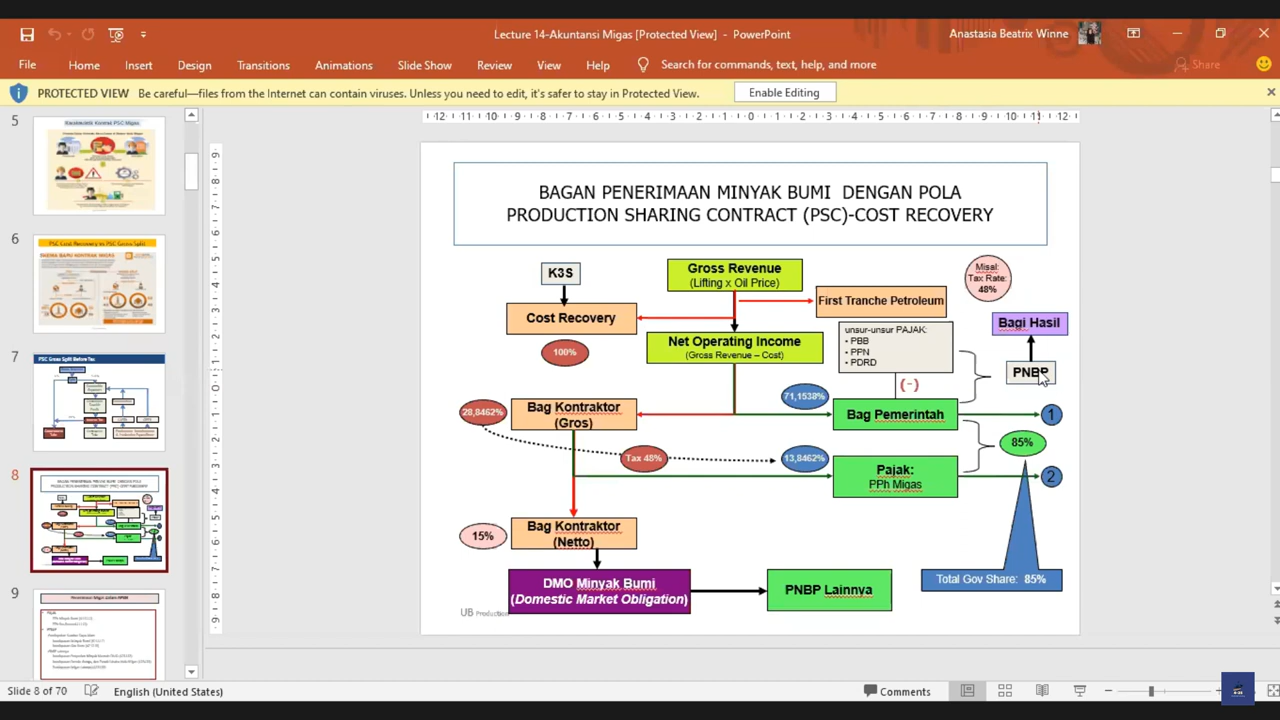 Lecture 14-Akuntansi Migas [Protected View] - PowerPoint
Anastasia Beatrix Winne
File Home Insert Design Transitions Animations Slide Show Review View Help Search for commands, text, help, and more Share
PROTECTED VIEW Be careful—files from the Internet can contain viruses. Unless you need to edit, it's safer to stay in Protected View. Enable Editing
5
6
PSC Cost Recovery vs PSC Gross Split
7
PSC Gross Split Before Tax
8
9
BAGAN PENERIMAAN MINYAK BUMI DENGAN POLA
PRODUCTION SHARING CONTRACT (PSC)-COST RECOVERY
K3S
Gross Revenue
(Lifting x Oil Price)
Misal:
Tax Rate:
48%
First Tranche Petroleum
Cost Recovery
100%
Net Operating Income
(Gross Revenue – Cost)
unsur-unsur PAJAK:
• PBB
• PPN
• PDRD
Bagi Hasil
PNBP
(-)
28,8462%
Bag Kontraktor
(Gros)
71,1538%
Bag Pemerintah
1
85%
Tax 48%
13,8462%
Pajak:
PPh Migas
2
15%
Bag Kontraktor
(Netto)
DMO Minyak Bumi
(Domestic Market Obligation)
PNBP Lainnya
Total Gov Share: 85%
UB Production
Slide 8 of 70
English (United States)
Comments